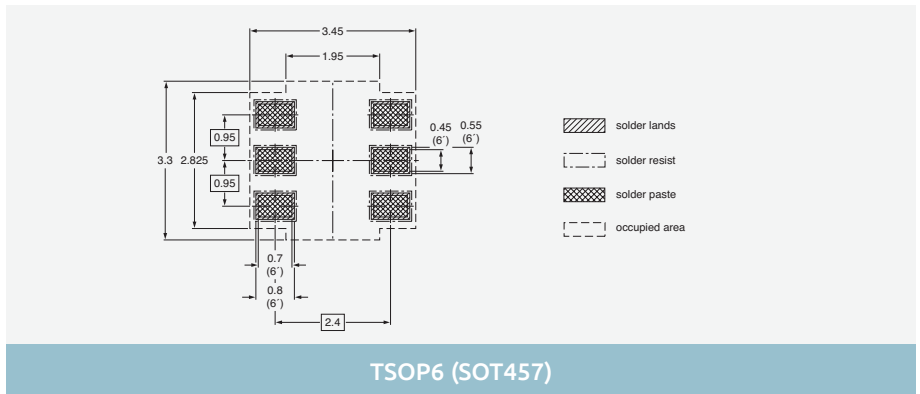 3.45
1.95
0.95
0.45 0.55
(6´) (6´)
3.3 2.825
0.95
0.7
(6´)
0.8
(6´)
2.4
solder lands
solder resist
solder paste
occupied area
TSOP6 (SOT457)